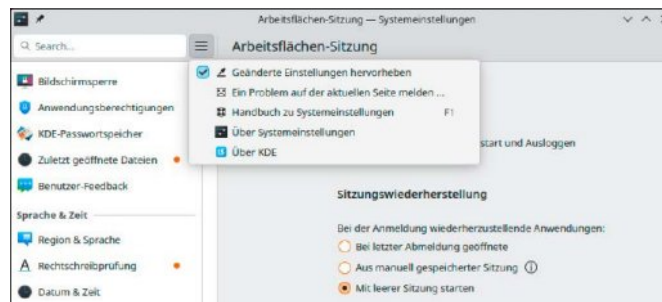 Arbeitsflächen-Sitzung — Systemeinstellungen
Search...
Arbeitsflächen-Sitzung
Geänderte Einstellungen hervorheben
Ein Problem auf der aktuellen Seite melden ...
Handbuch zu Systemeinstellungen F1
Über Systemeinstellungen
Über KDE
Bildschirmsperre
Anwendungsberechtigungen
KDE-Passwortspeicher
Zuletzt geöffnete Dateien
Benutzer-Feedback
Sprache & Zeit
Region & Sprache
Rechtschreibprüfung
Datum & Zeit
start und Ausloggen
Sitzungswiederherstellung
Bei der Anmeldung wiederherzustellende Anwendungen:
Bei letzter Abmeldung geöffnete
Aus manuell gespeicherter Sitzung
Mit leerer Sitzung starten